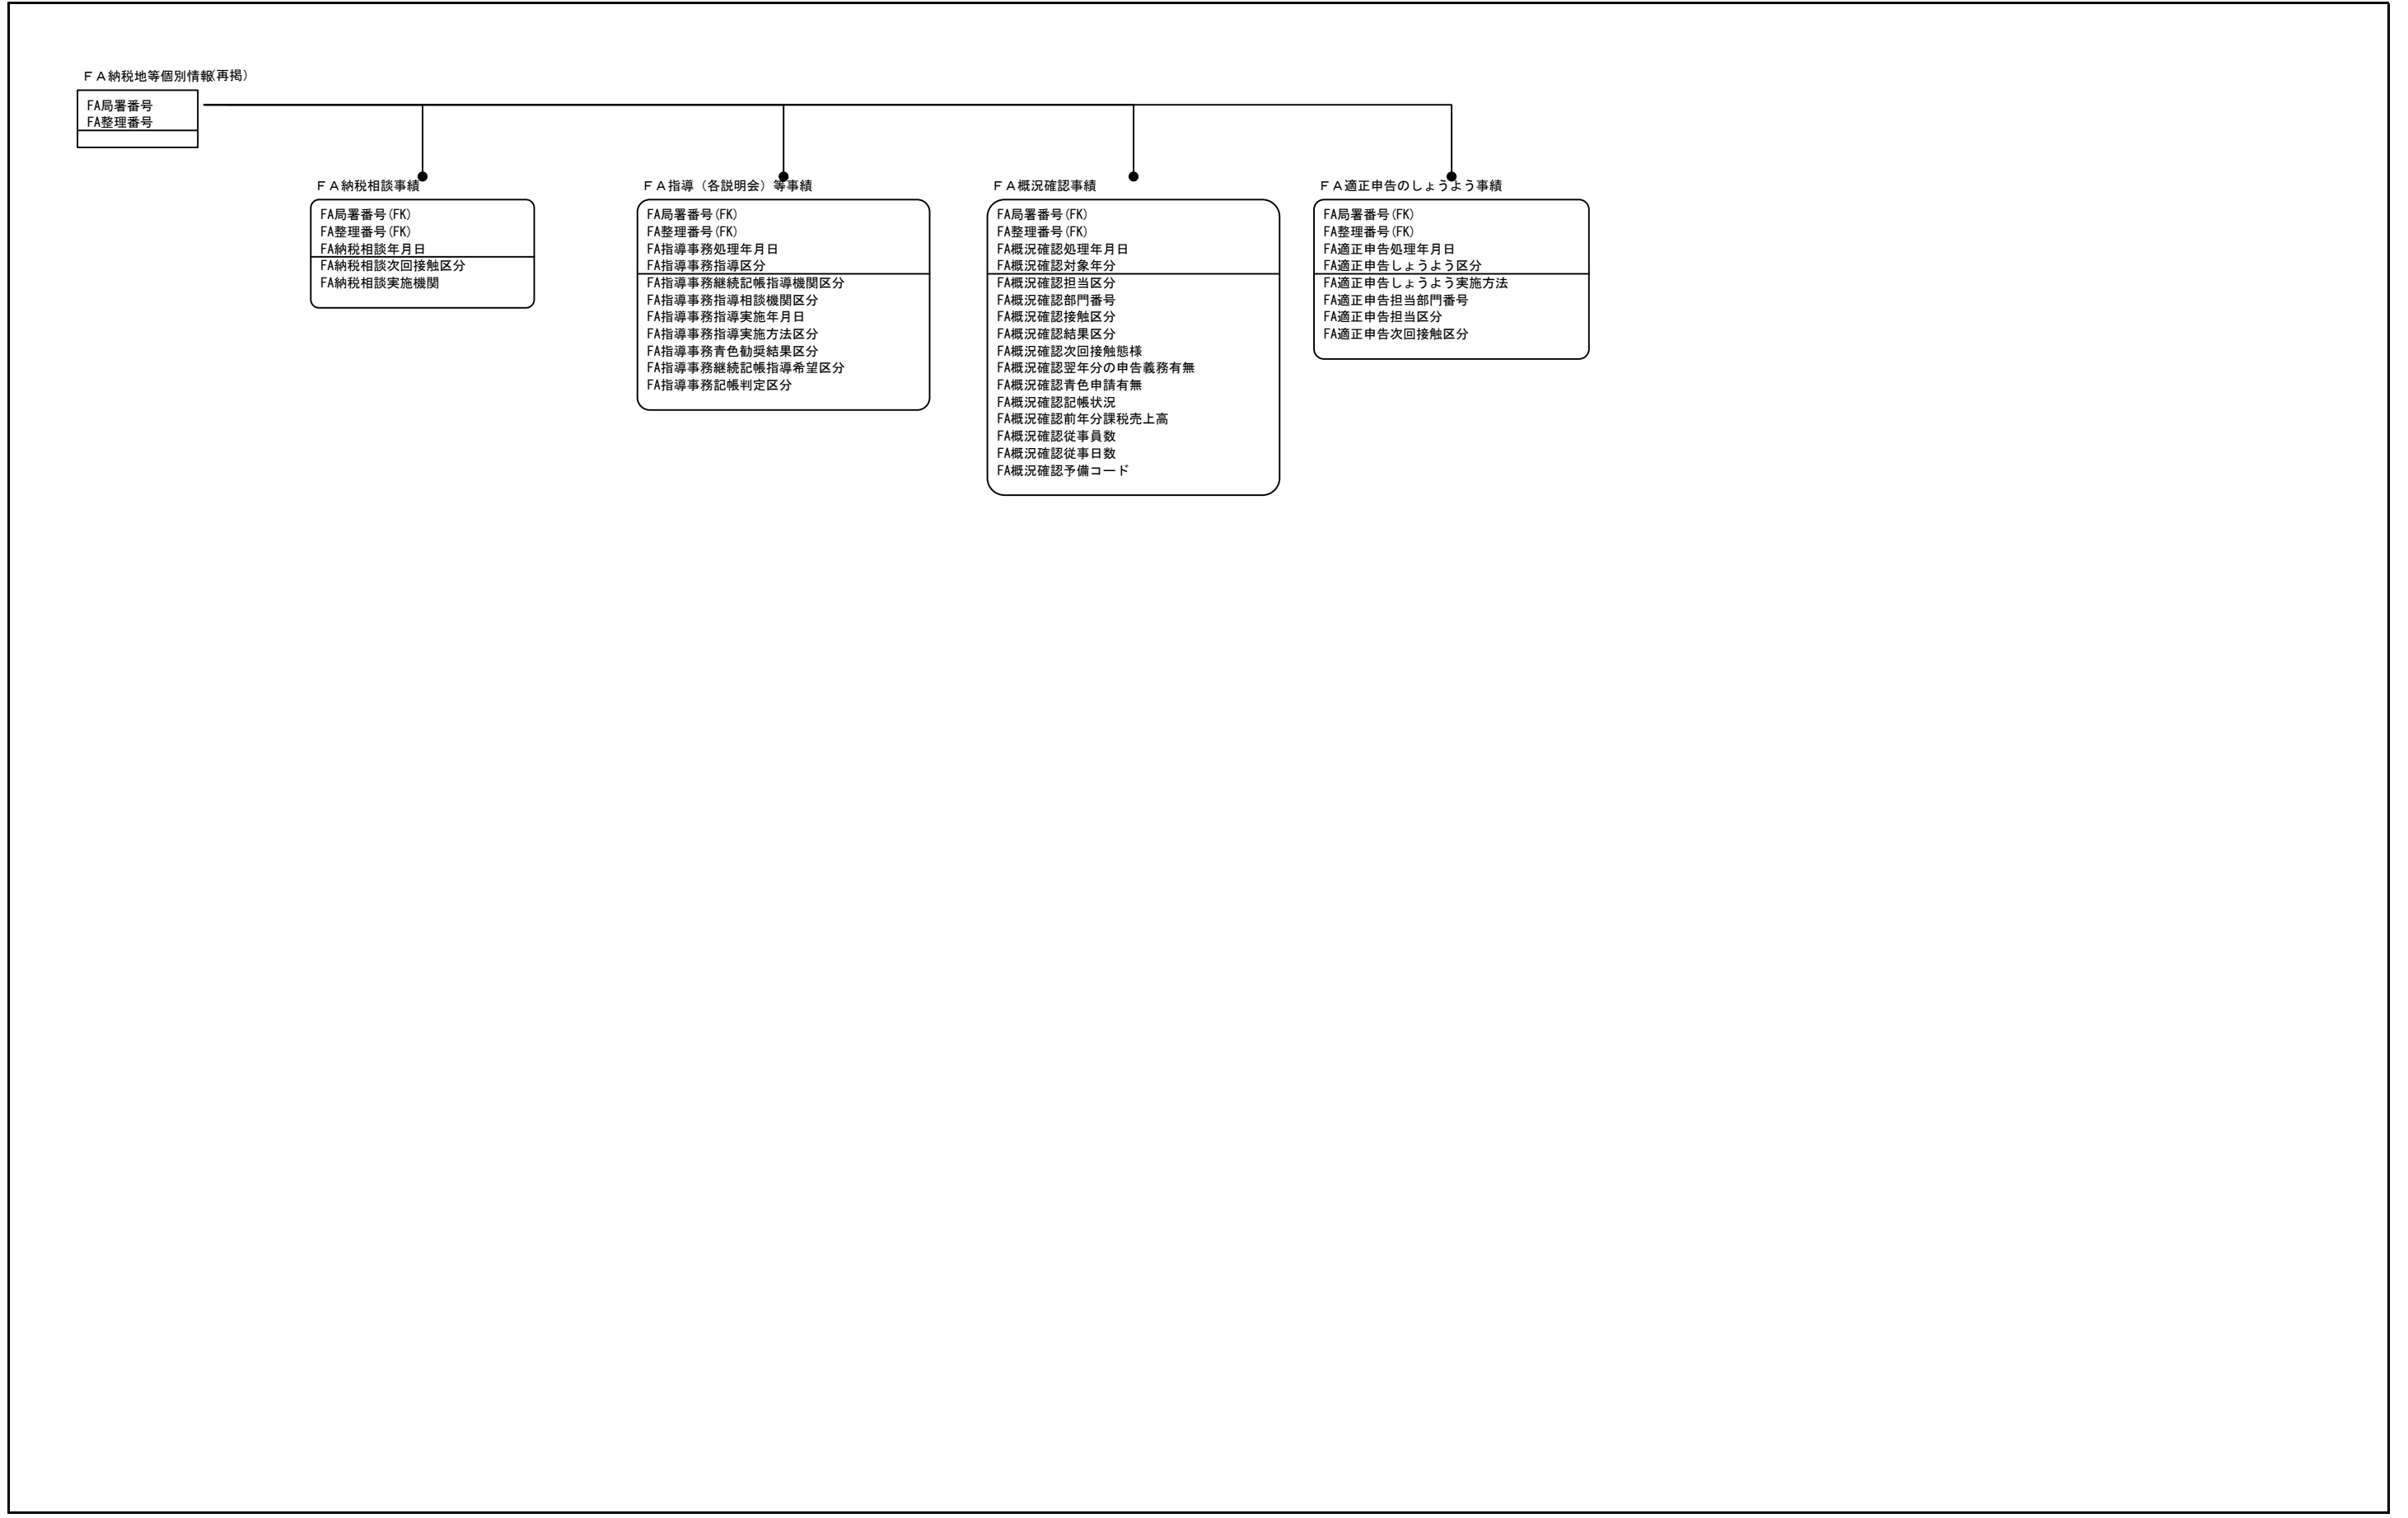 ＦＡ納税地等個別情報(再掲)
FA局署番号
FA整理番号
ＦＡ納税相談事績
FA局署番号(FK)
FA整理番号(FK)
FA納税相談年月日
FA納税相談次回接触区分
FA納税相談実施機関
ＦＡ指導（各説明会）等事績
FA局署番号(FK)
FA整理番号(FK)
FA指導事務処理年月日
FA指導事務指導区分
FA指導事務継続記帳指導機関区分
FA指導事務指導相談機関区分
FA指導事務指導実施年月日
FA指導事務指導実施方法区分
FA指導事務青色勧奨結果区分
FA指導事務継続記帳指導希望区分
FA指導事務記帳判定区分
ＦＡ概況確認事績
FA局署番号(FK)
FA整理番号(FK)
FA概況確認処理年月日
FA概況確認対象年分
FA概況確認担当区分
FA概況確認部門番号
FA概況確認接触区分
FA概況確認結果区分
FA概況確認次回接触態様
FA概況確認翌年分の申告義務有無
FA概況確認青色申請有無
FA概況確認記帳状況
FA概況確認前年分課税売上高
FA概況確認従事員数
FA概況確認従事日数
FA概況確認予備コード
ＦＡ適正申告のしょうよう事績
FA局署番号(FK)
FA整理番号(FK)
FA適正申告処理年月日
FA適正申告しょうよう区分
FA適正申告しょうよう実施方法
FA適正申告担当部門番号
FA適正申告担当区分
FA適正申告次回接触区分